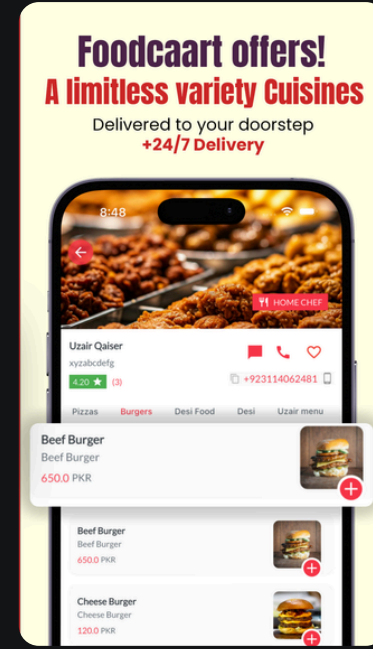 Foodcaart offers!
A limitless variety Cuisines
Delivered to your doorstep
+24/7 Delivery
8:48
HOME CHEF
Uzair Qaiser
xyzabcdefg
4.20 ★ (3)
+923114062481
Pizzas Burgers Desi Food Desi Uzair menu
Beef Burger
Beef Burger
650.0 PKR
Beef Burger
Beef Burger
650.0 PKR
Cheese Burger
Cheese Burger
120.0 PKR